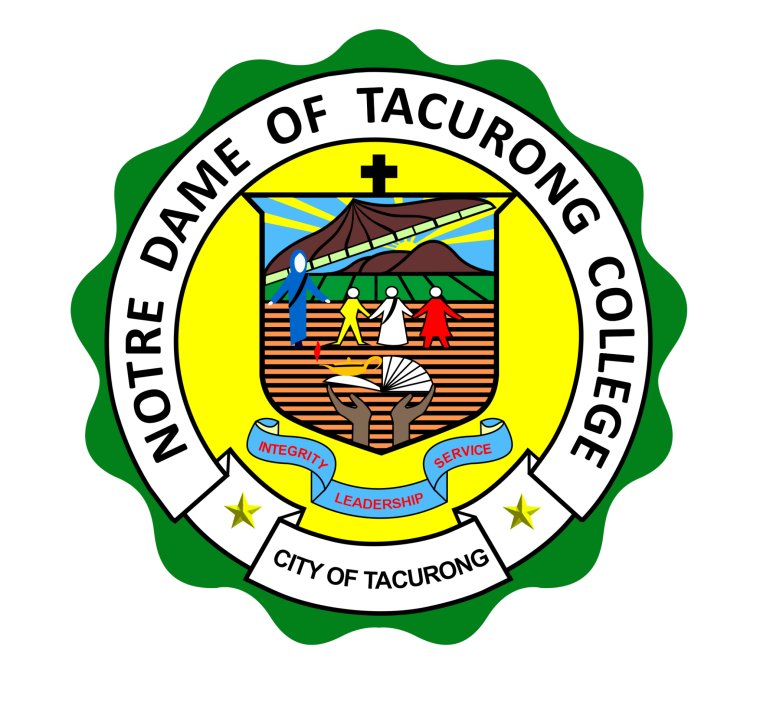 NOTRE DAME OF TACURONG COLLEGE
INTEGRITY
LEADERSHIP
SERVICE
CITY OF TACURONG